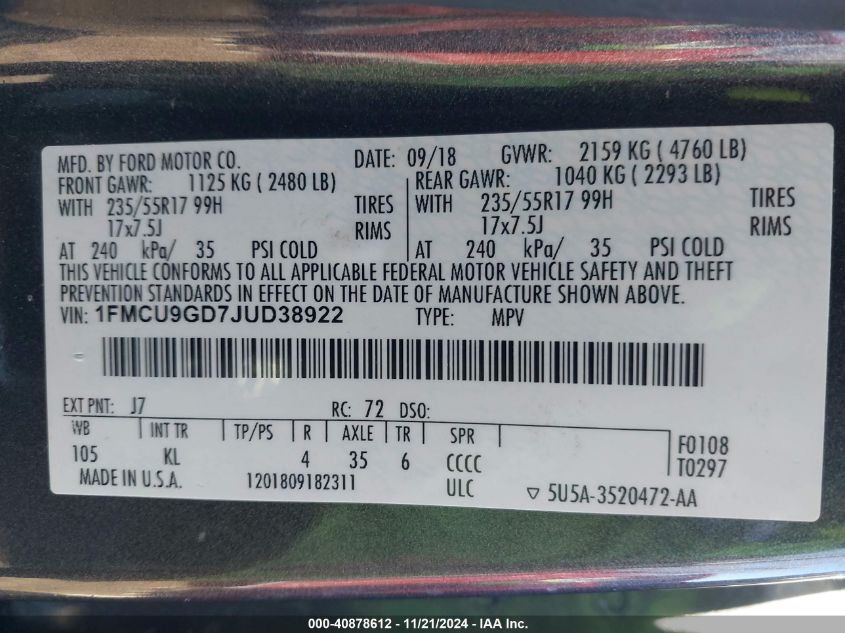 MFD. BY FORD MOTOR CO. DATE: 09/18 GVWR: 2159 KG ( 4760 LB)
FRONT GAWR: 1125 KG ( 2480 LB) REAR GAWR: 1040 KG ( 2293 LB)
WITH 235/55R17 99H TIRES WITH 235/55R17 99H TIRES
17x7.5J RIMS 17x7.5J RIMS
AT 240 kPa/ 35 PSI COLD AT 240 kPa/ 35 PSI COLD
THIS VEHICLE CONFORMS TO ALL APPLICABLE FEDERAL MOTOR VEHICLE SAFETY AND THEFT
PREVENTION STANDARDS IN EFFECT ON THE DATE OF MANUFACTURE SHOWN ABOVE.
VIN: 1FMCU9GD7JUD38922 TYPE: MPV
EXT PNT: J7 RC: 72 DSO:
WB INT TR TP/PS R AXLE TR SPR
105 KL 4 35 6 CCCC
F0108
T0297
MADE IN U.S.A. 1201809182311 ULC ▽ 5U5A-3520472-AA
000-40878612 - 11/21/2024 - IAA Inc.